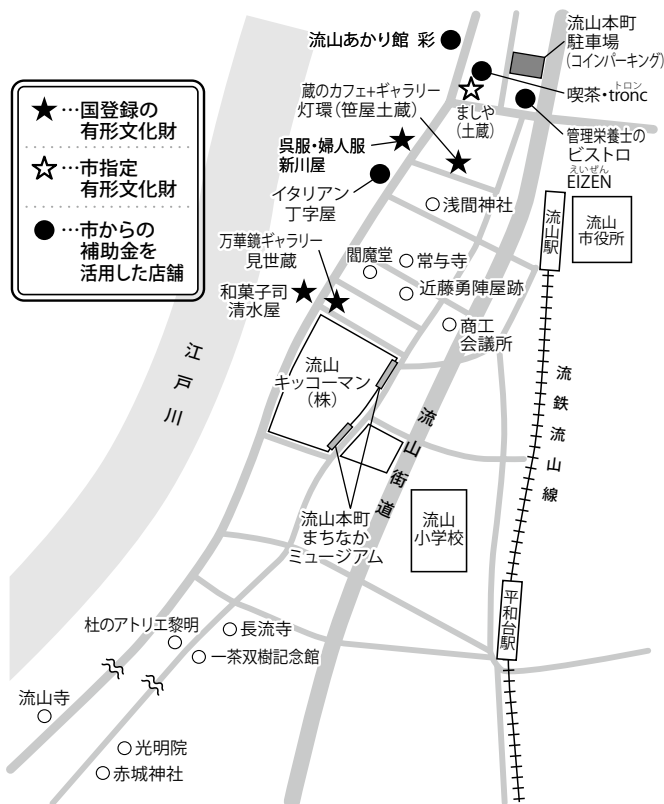 流山あかり館 彩
流山本町
駐車場
(コインパーキング)
★…国登録の
有形文化財
☆…市指定
有形文化財
●…市からの
補助金を
活用した店舗
蔵のカフェ+ギャラリー
灯環(笹屋土蔵)
ましや
(土蔵)
喫茶・tronc
トロン
管理栄養士の
ビストロ
えいぜん
EIZEN
呉服・婦人服
新川屋
イタリアン
丁字屋
浅間神社
流山駅
流山
市役所
万華鏡ギャラリー
見世蔵
閻魔堂
常与寺
近藤勇陣屋跡
和菓子司
清水屋
商工
会議所
江戸川
流山
キッコーマン
(株)
流鉄流山線
流山街道
流山本町
まちなか
ミュージアム
流山
小学校
平和台駅
杜のアトリエ黎明
長流寺
一茶双樹記念館
流山寺
光明院
赤城神社